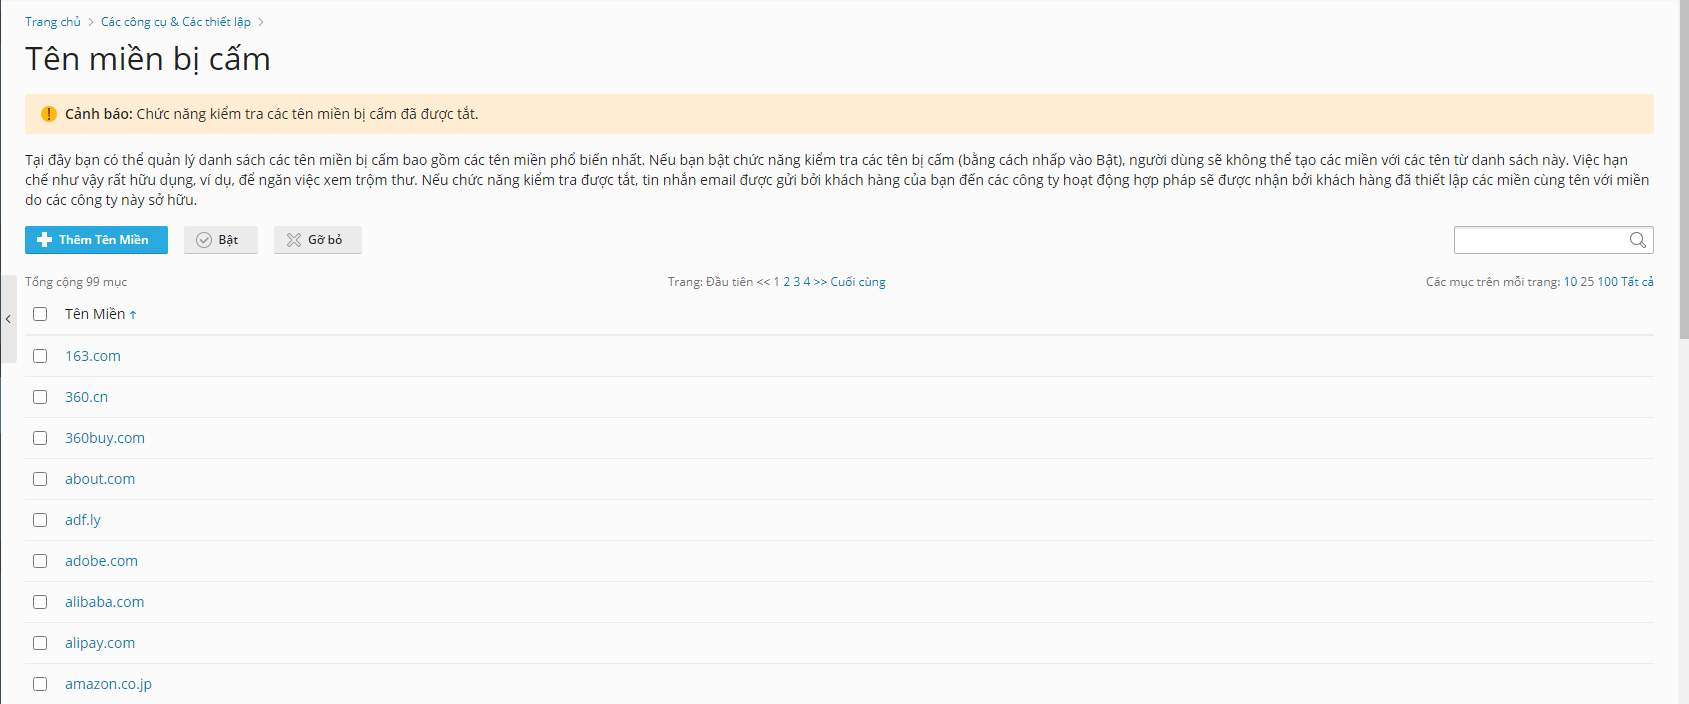 Trang chủ > Các công cụ & Các thiết lập >
Tên miền bị cấm
Cảnh báo: Chức năng kiểm tra các tên miền bị cấm đã được tắt.
Tại đây bạn có thể quản lý danh sách các tên miền bị cấm bao gồm các tên miền phổ biến nhất. Nếu bạn bật chức năng kiểm tra các tên bị cấm (bằng cách nhấp vào Bật), người dùng sẽ không thể tạo các miền với các tên từ danh sách này. Việc hạn
chế như vậy rất hữu dụng, ví dụ, để ngăn việc xem trộm thư. Nếu chức năng kiểm tra được tắt, tin nhắn email được gửi bởi khách hàng của bạn đến các công ty hoạt động hợp pháp sẽ được nhận bởi khách hàng đã thiết lập các miền cùng tên với miền
do các công ty này sở hữu.
Thêm Tên Miền Bật Gỡ bỏ
Tổng cộng 99 mục Trang: Đầu tiên << 1 2 3 4 >> Cuối cùng Các mục trên mỗi trang: 10 25 100 Tất cả
Tên Miền ↑
163.com
360.cn
360buy.com
about.com
adf.ly
adobe.com
alibaba.com
alipay.com
amazon.co.jp